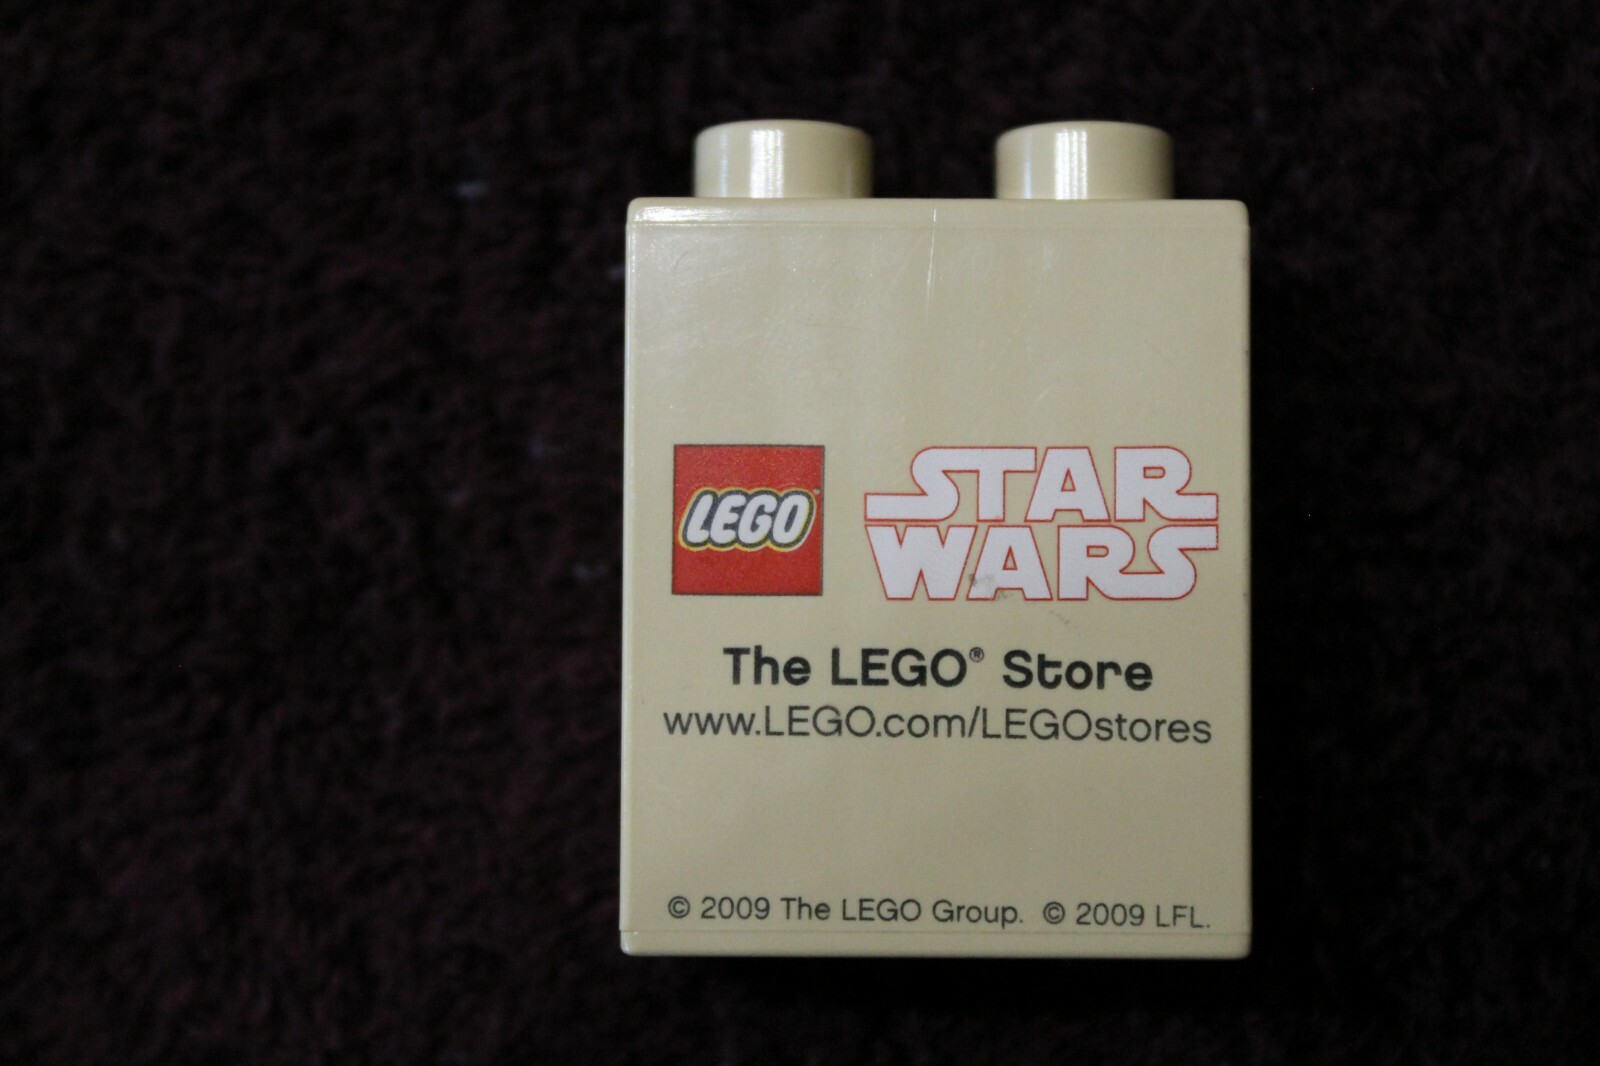 LEGO
STAR
WARS
The LEGO® Store
www.LEGO.com/LEGOstores
© 2009 The LEGO Group. © 2009 LFL.